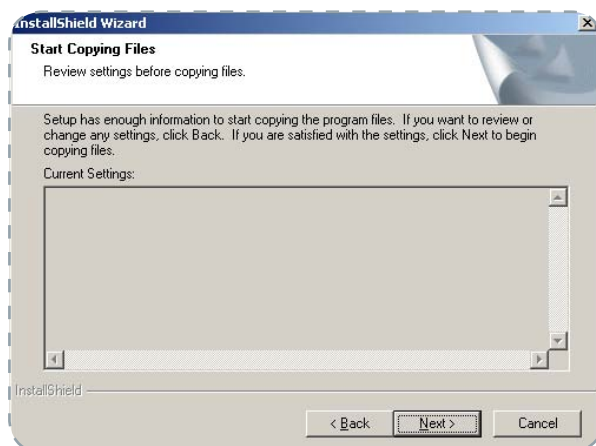 InstallShield Wizard
Start Copying Files
Review settings before copying files.
Setup has enough information to start copying the program files. If you want to review or
change any settings, click Back. If you are satisfied with the settings, click Next to begin
copying files.
Current Settings:
InstallShield
< Back Next > Cancel